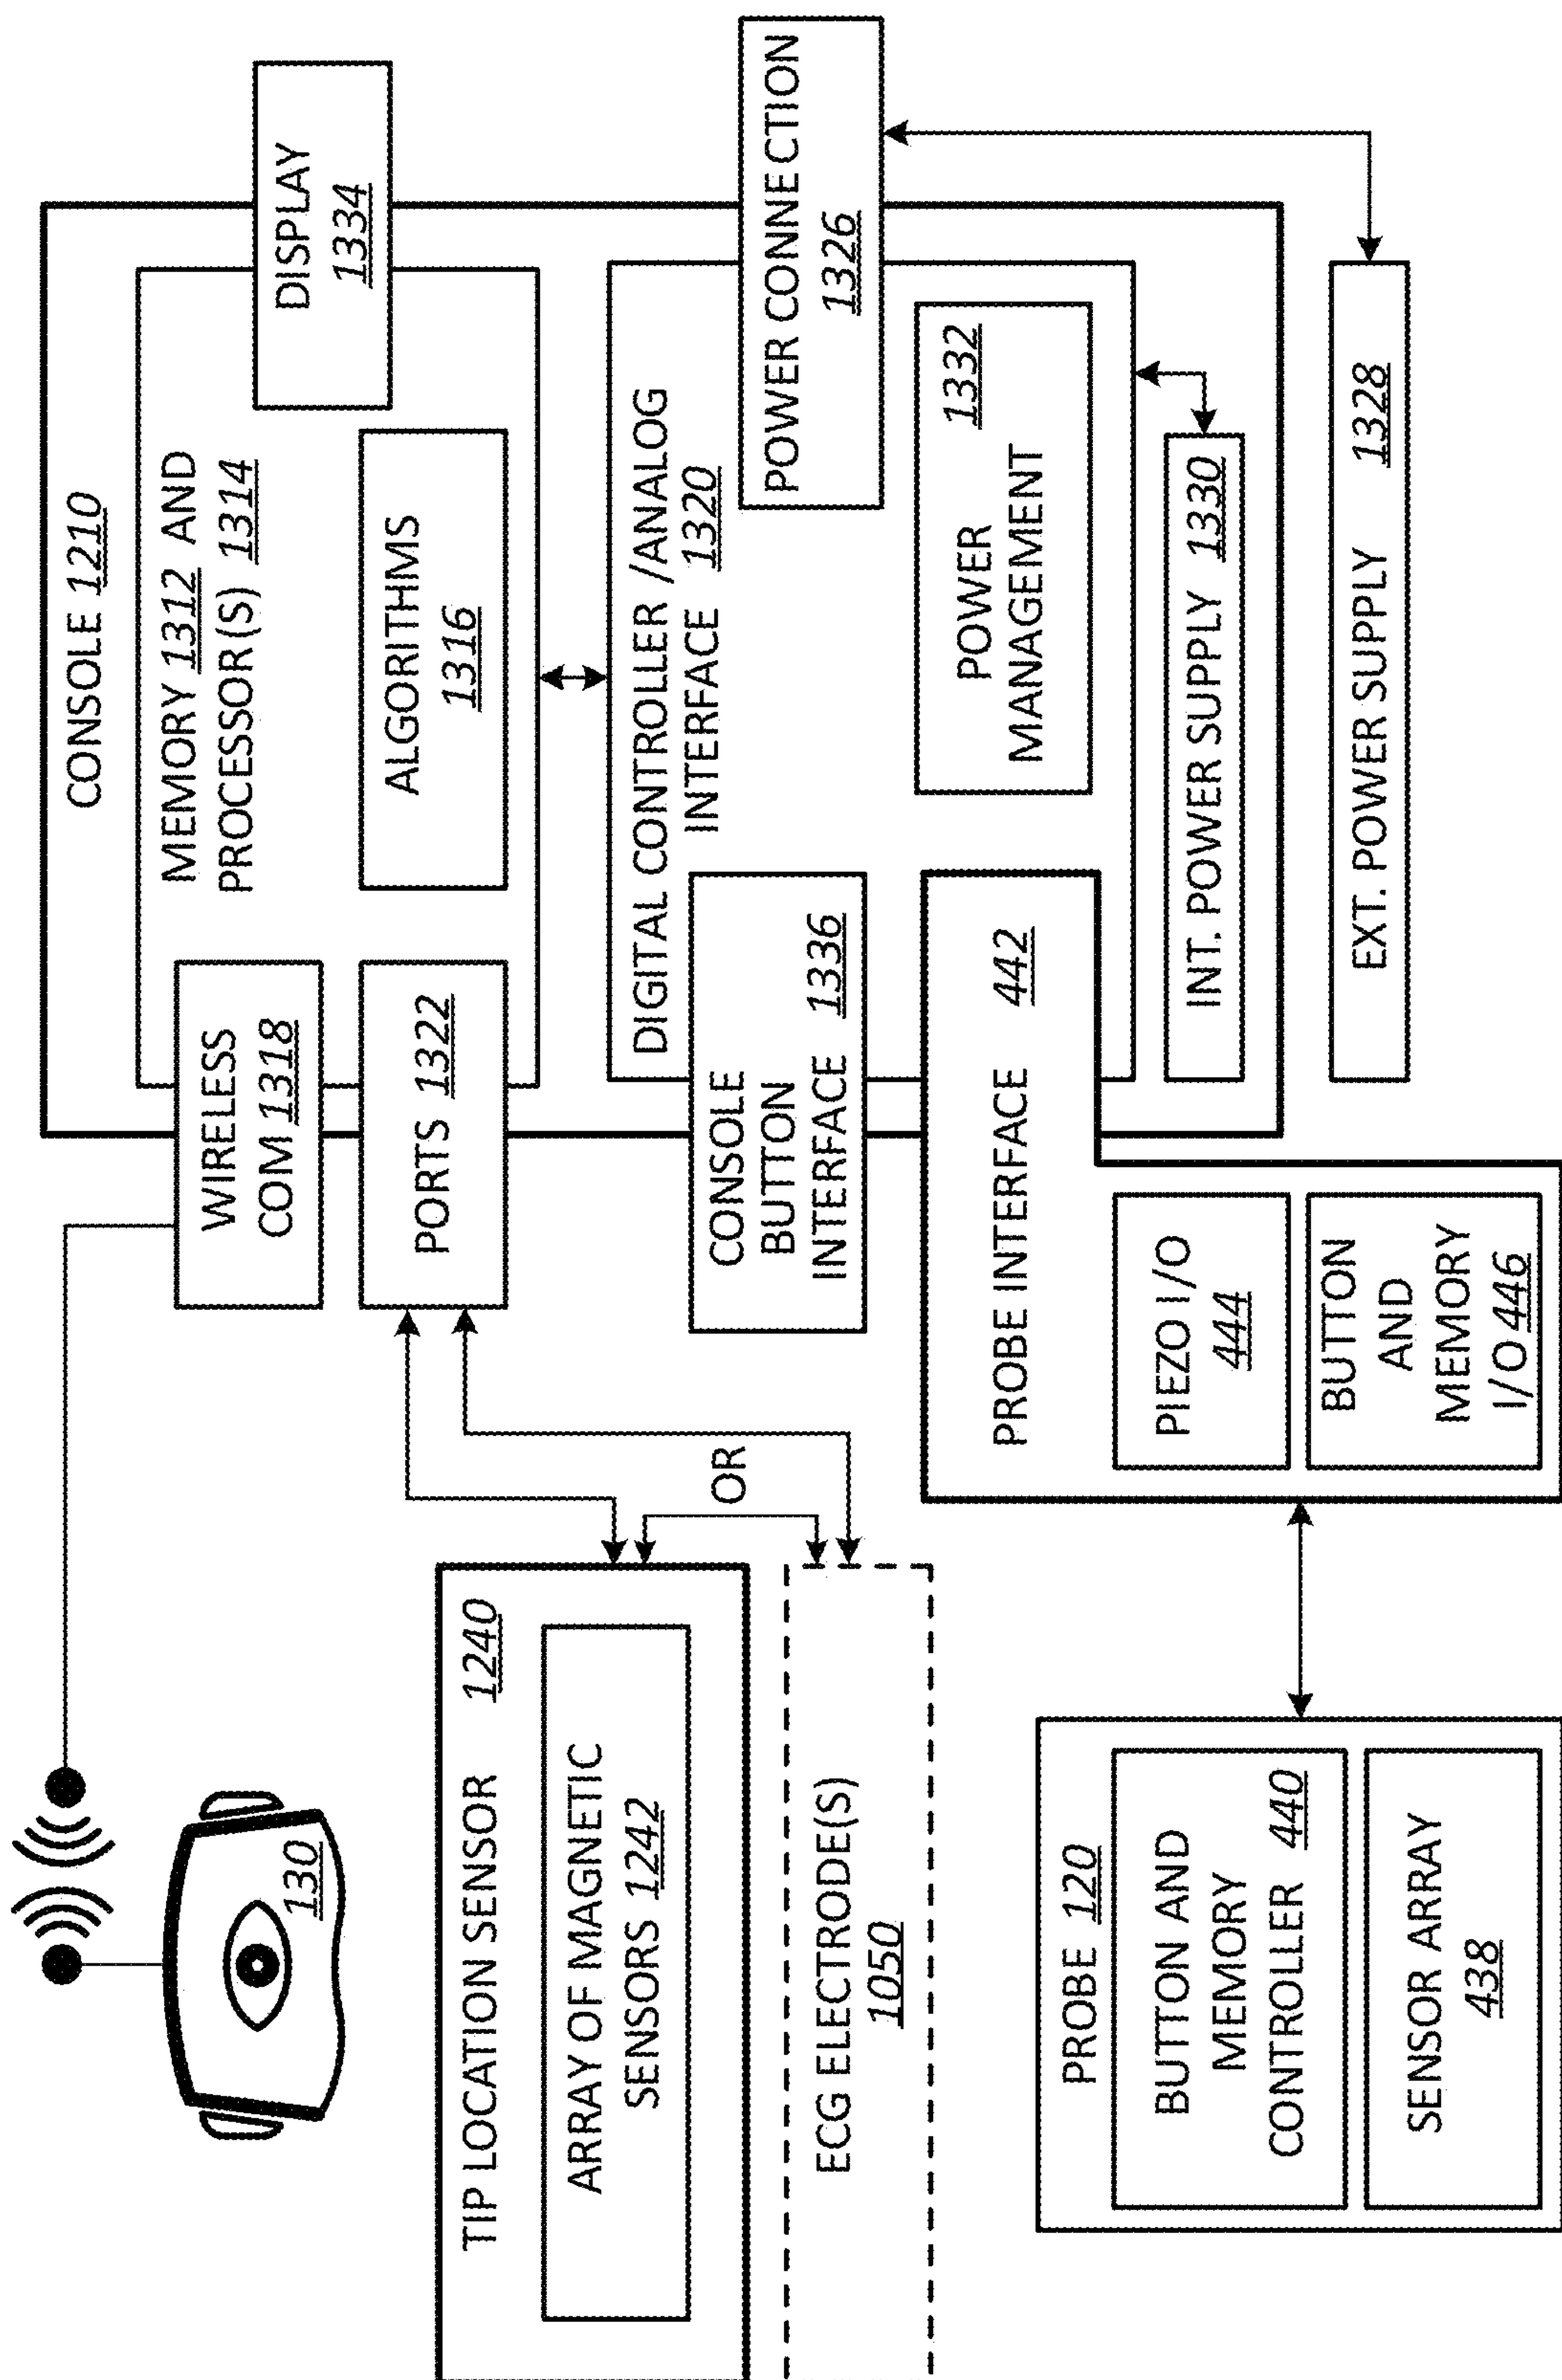 CONSOLE 1210
MEMORY 1312 AND
PROCESSOR(S) 1314
DISPLAY
1334
ALGORITHMS
1316
WIRELESS
COM 1318
PORTS 1322
DIGITAL CONTROLLER /ANALOG
INTERFACE 1320
POWER CONNECTION
1326
CONSOLE
BUTTON
INTERFACE 1336
POWER 1332
MANAGEMENT
PROBE INTERFACE 442
PIEZO I/O
444
BUTTON
AND
MEMORY
I/O 446
INT. POWER SUPPLY 1330
EXT. POWER SUPPLY 1328
130
TIP LOCATION SENSOR 1240
ARRAY OF MAGNETIC
SENSORS 1242
OR
ECG ELECTRODE(S)
1050
PROBE 120
BUTTON AND
MEMORY
CONTROLLER 440
SENSOR ARRAY
438